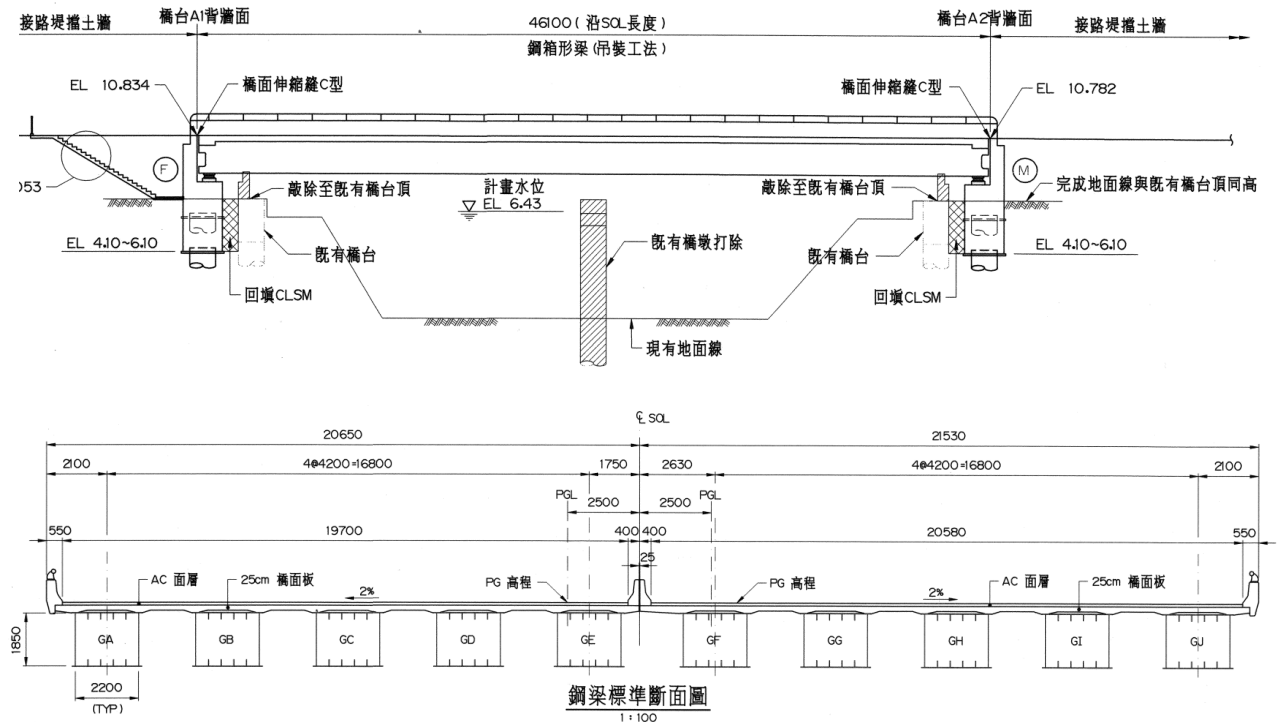 接路堤擋土牆
橋台A1背牆面
46100(沿SOL長度)
鋼箱形梁(吊裝工法)
橋台A2背牆面
接路堤擋土牆
EL 10.834
橋面伸縮縫C型
橋面伸縮縫C型
EL 10.782
F
M
053
敲除至既有橋台頂
計畫水位
EL 6.43
敲除至既有橋台頂
完成地面線與既有橋台頂同高
EL 4.10~6.10
既有橋台
既有橋墩打除
既有橋台
EL 4.10~6.10
回填CLSM
回填CLSM
現有地面線
℄ SOL
20650
21530
2100
4@4200=16800
1750
2630
4@4200=16800
2100
PGL
2500
2500
PGL
550
19700
400
400
20580
550
25
AC 面層
25cm 橋面板
2%
PG 高程
PG 高程
2%
AC 面層
25cm 橋面板
1850
GA
GB
GC
GD
GE
GF
GG
GH
GI
GJ
2200
(TYP)
鋼梁標準斷面圖
1:100